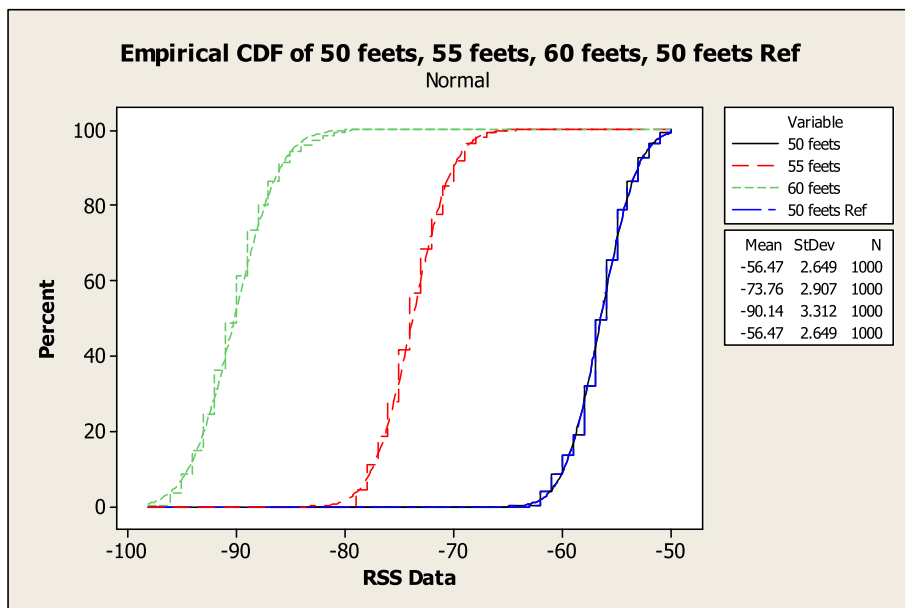 Empirical CDF of 50 feets, 55 feets, 60 feets, 50 feets Ref
Normal
100
80
60
40
20
0
Percent
-100 -90 -80 -70 -60 -50
RSS Data
Variable
50 feets
55 feets
60 feets
50 feets Ref
Mean StDev N
-56.47 2.649 1000
-73.76 2.907 1000
-90.14 3.312 1000
-56.47 2.649 1000